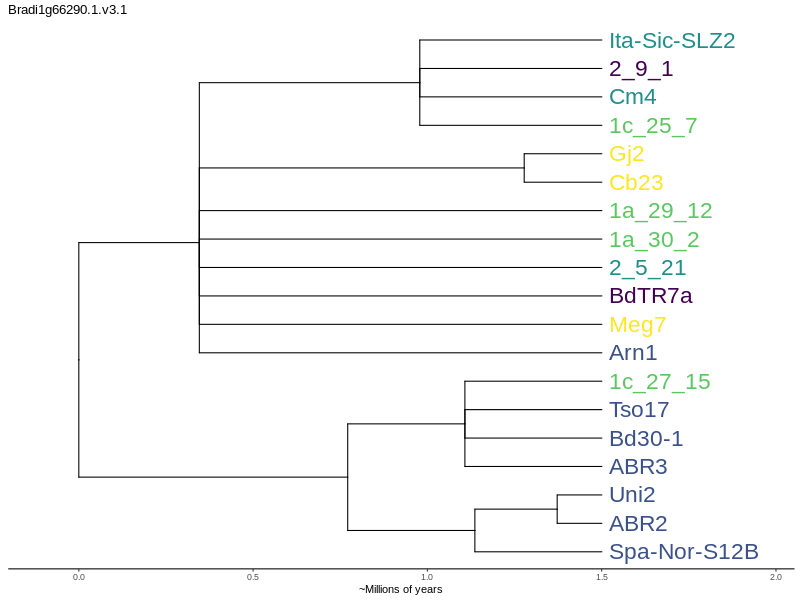 Bradi1g66290.1.v3.1
Ita-Sic-SLZ2
2_9_1
Cm4
1c_25_7
Gj2
Cb23
1a_29_12
1a_30_2
2_5_21
BdTR7a
Meg7
Arn1
1c_27_15
Tso17
Bd30-1
ABR3
Uni2
ABR2
Spa-Nor-S12B
0.0 0.5 1.0 1.5 2.0
~Millions of years